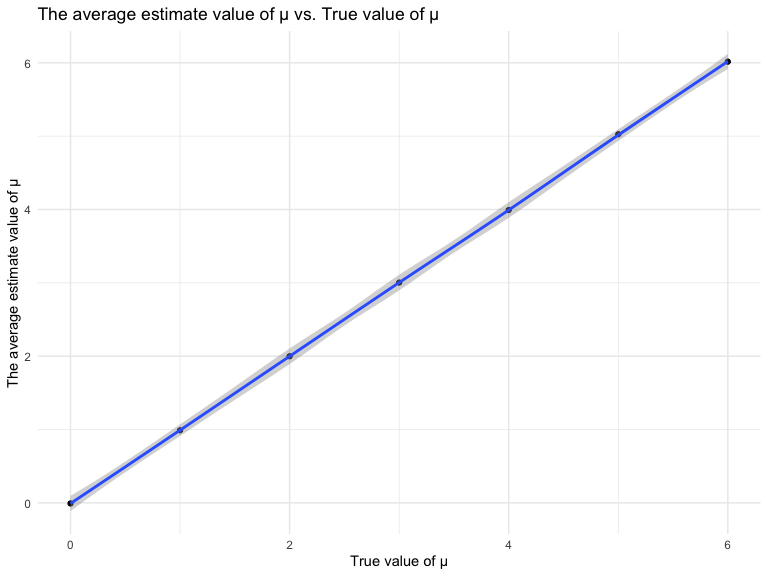 The average estimate value of μ vs. True value of μ
The average estimate value of μ
6
4
2
0
0 2 4 6
True value of μ